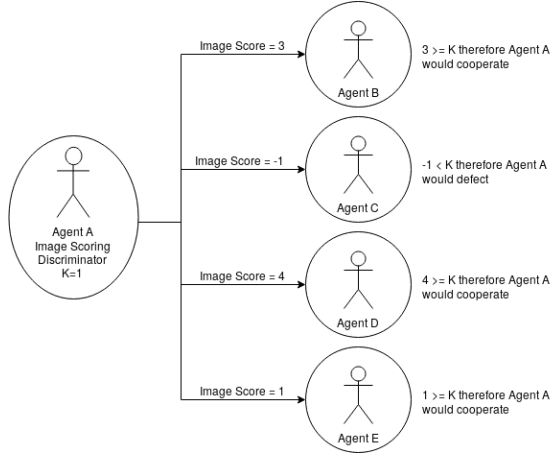 Image Score = 3
3 >= K therefore Agent A
would cooperate
Agent B
Image Score = -1
-1 < K therefore Agent A
would defect
Agent C
Agent A
Image Scoring
Discriminator
K=1
Image Score = 4
4 >= K therefore Agent A
would cooperate
Agent D
Image Score = 1
1 >= K therefore Agent A
would cooperate
Agent E